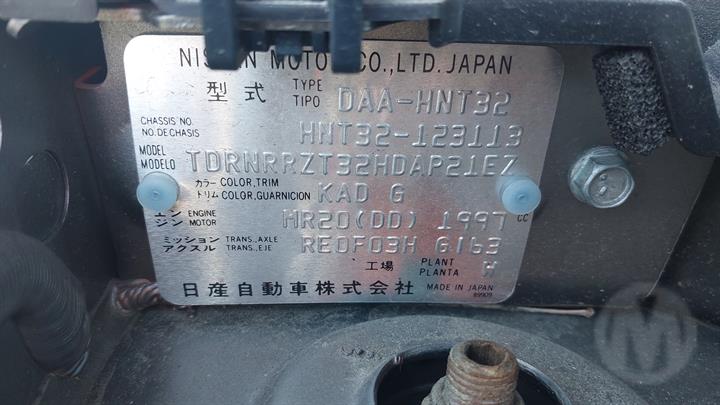 NISSAN MOTOR CO.,LTD. JAPAN
型式 TYPE TIPO DAA-HNT32
CHASSIS NO. NO.DE CHASIS HNT32-123113
MODEL MODELO TDRNRRZT32HDAP21EZ
カラー トリム COLOR,TRIM COLOR,GUARNICION KAD G
エンジン ENGINE MOTOR MR20(DD) 1997 CC
ミッション アクスル TRANS.,AXLE TRANS.,EJE RE0F03H G163
工場 PLANT PLANTA H
日産自動車株式会社 MADE IN JAPAN
89909
M